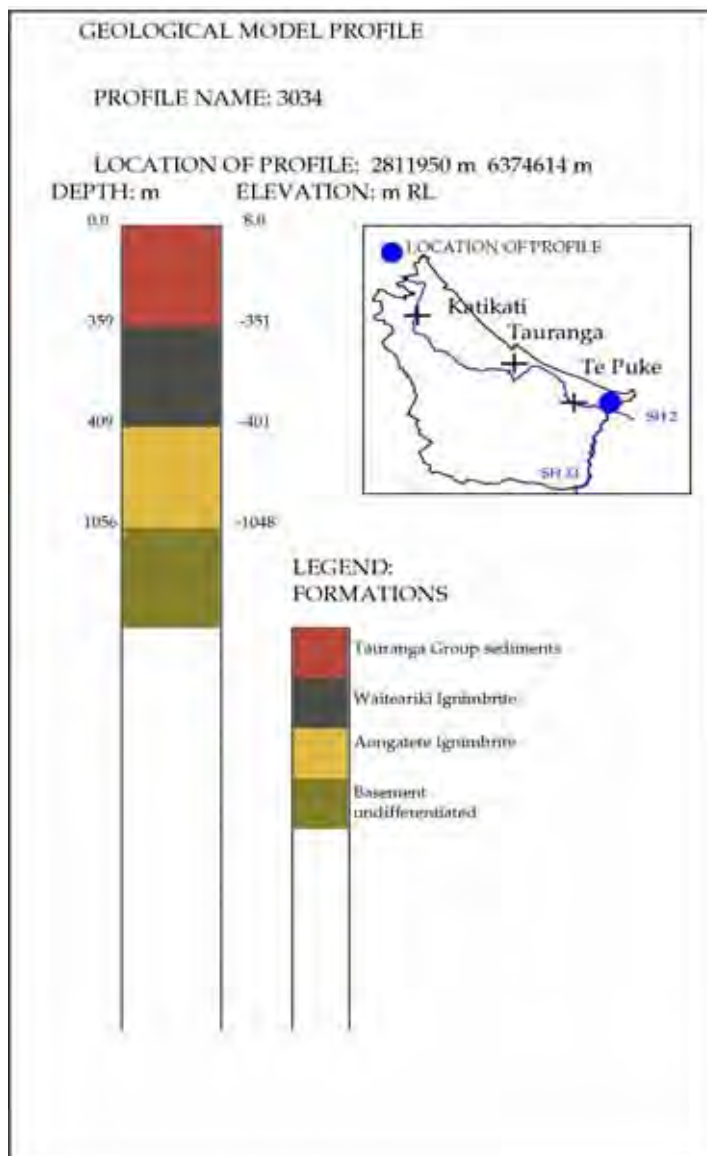 GEOLOGICAL MODEL PROFILE
PROFILE NAME: 3034
LOCATION OF PROFILE: 2811950 m 6374614 m
DEPTH: m ELEVATION: m RL
0.0 8.0
359 -351
409 -401
1056 -1048
LOCATION OF PROFILE
Katikati
Tauranga
Te Puke
SH 2
SH 33
LEGEND:
FORMATIONS
Tauranga Group sediments
Waiteariki Ignimbrite
Aongatete Ignimbrite
Basement
undifferentiated